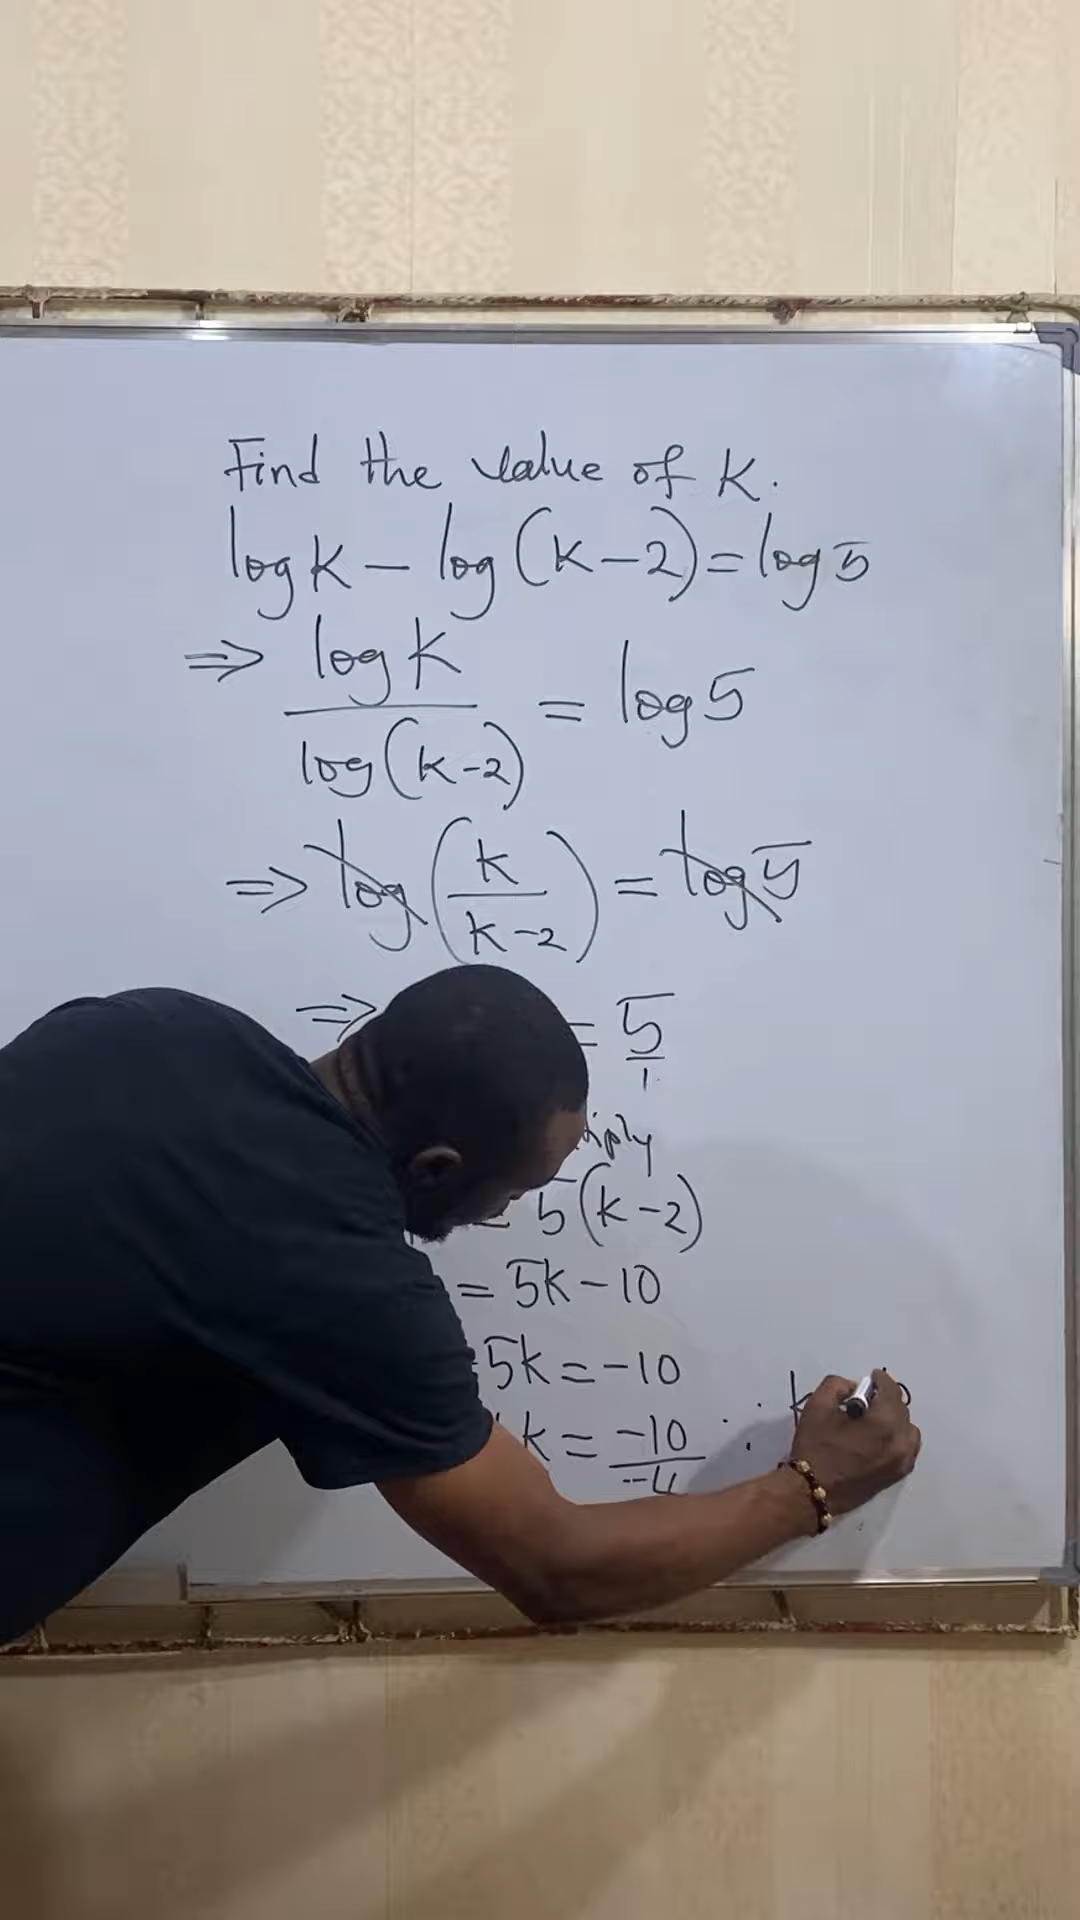 Find the value of K.
log K - log (K-2) = log 5
⇒ log K / log (K-2) = log 5
⇒ log (K / K-2) = log 5
⇒ = 5/1
= 5(K-2)
= 5K - 10
5K = -10
K = -10/-4 ∴ k